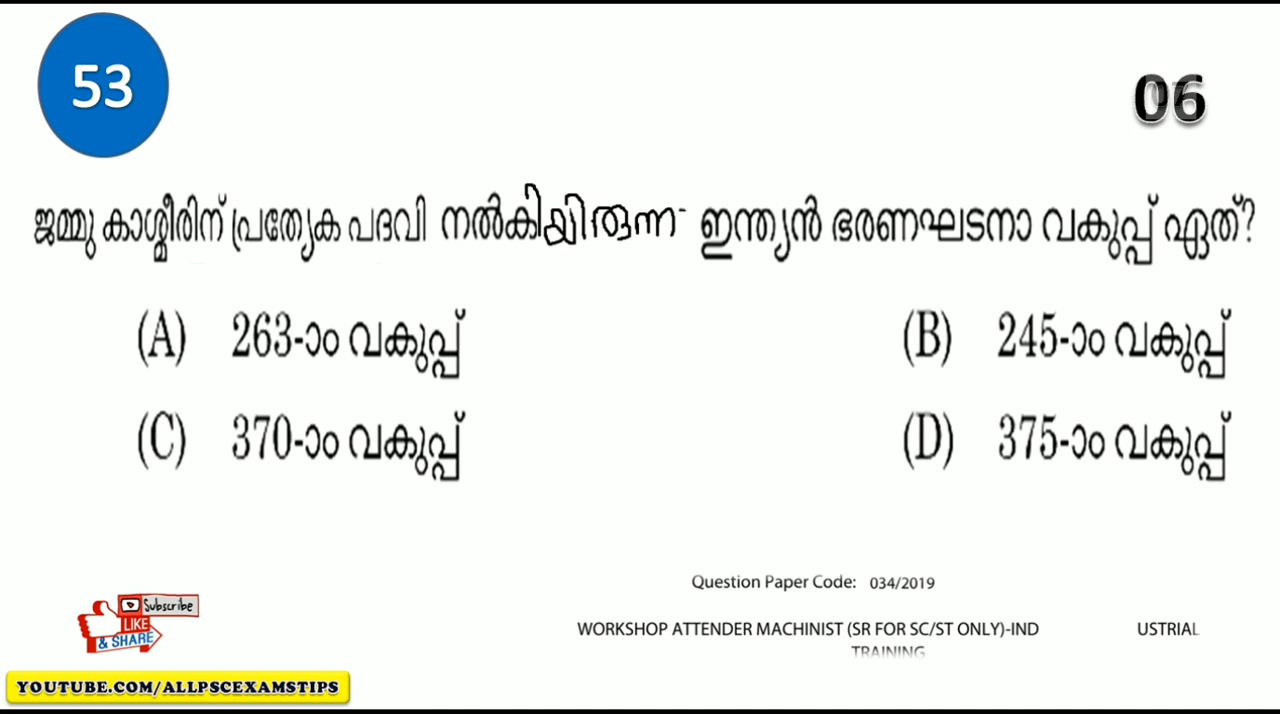 53
06
ജമ്മു കാശ്മീരിന് പ്രത്യേക പദവി നൽകിയിരുന്ന ഇന്ത്യൻ ഭരണഘടനാ വകുപ്പ് ഏത്?
(A) 263-ാം വകുപ്പ് (B) 245-ാം വകുപ്പ്
(C) 370-ാം വകുപ്പ് (D) 375-ാം വകുപ്പ്
Question Paper Code: 034/2019
WORKSHOP ATTENDER MACHINIST (SR FOR SC/ST ONLY)-IND USTRIAL
TRAINING
Subscribe
LIKE
& SHARE
YOUTUBE.COM/ALLPSCEXAMSTIPS